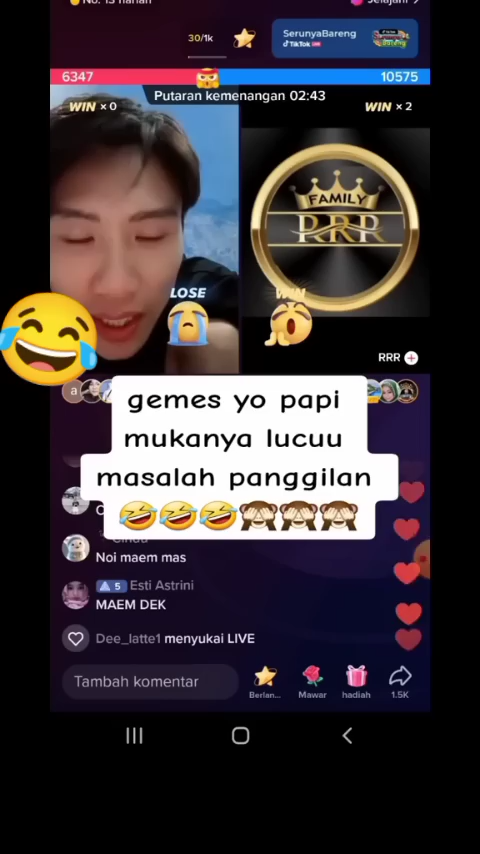 30/1k
SerunyaBareng
TikTok LIVE
6347
10575
Putaran kemenangan 02:43
WIN x 0
WIN x 2
FAMILY
RRR
LOSE
WIN
RRR
a
gemes yo papi
mukanya lucuu
masalah panggilan
🤣🤣🤣🙈🙈🙈
Noi maem mas
5 Esti Astrini
MAEM DEK
Dee_latte1 menyukai LIVE
Tambah komentar
Berlan...
Mawar
hadiah
1.5K